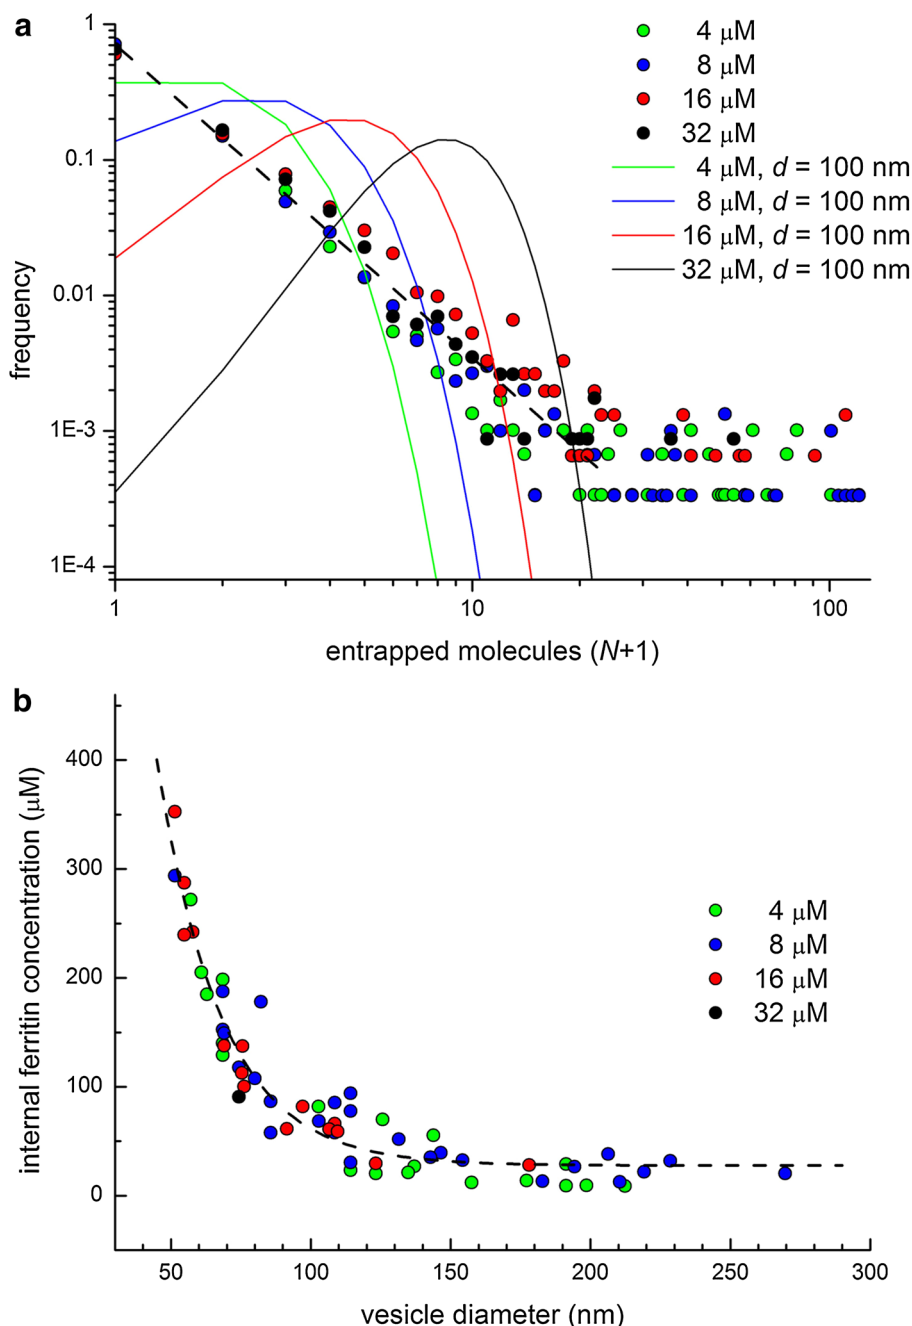 a
1
0.1
0.01
1E-3
1E-4
frequency
1
10
100
entrapped molecules (N+1)
4 μM
8 μM
16 μM
32 μM
4 μM, d = 100 nm
8 μM, d = 100 nm
16 μM, d = 100 nm
32 μM, d = 100 nm
b
400
300
200
100
0
internal ferritin concentration (μM)
50
100
150
200
250
300
vesicle diameter (nm)
4 μM
8 μM
16 μM
32 μM